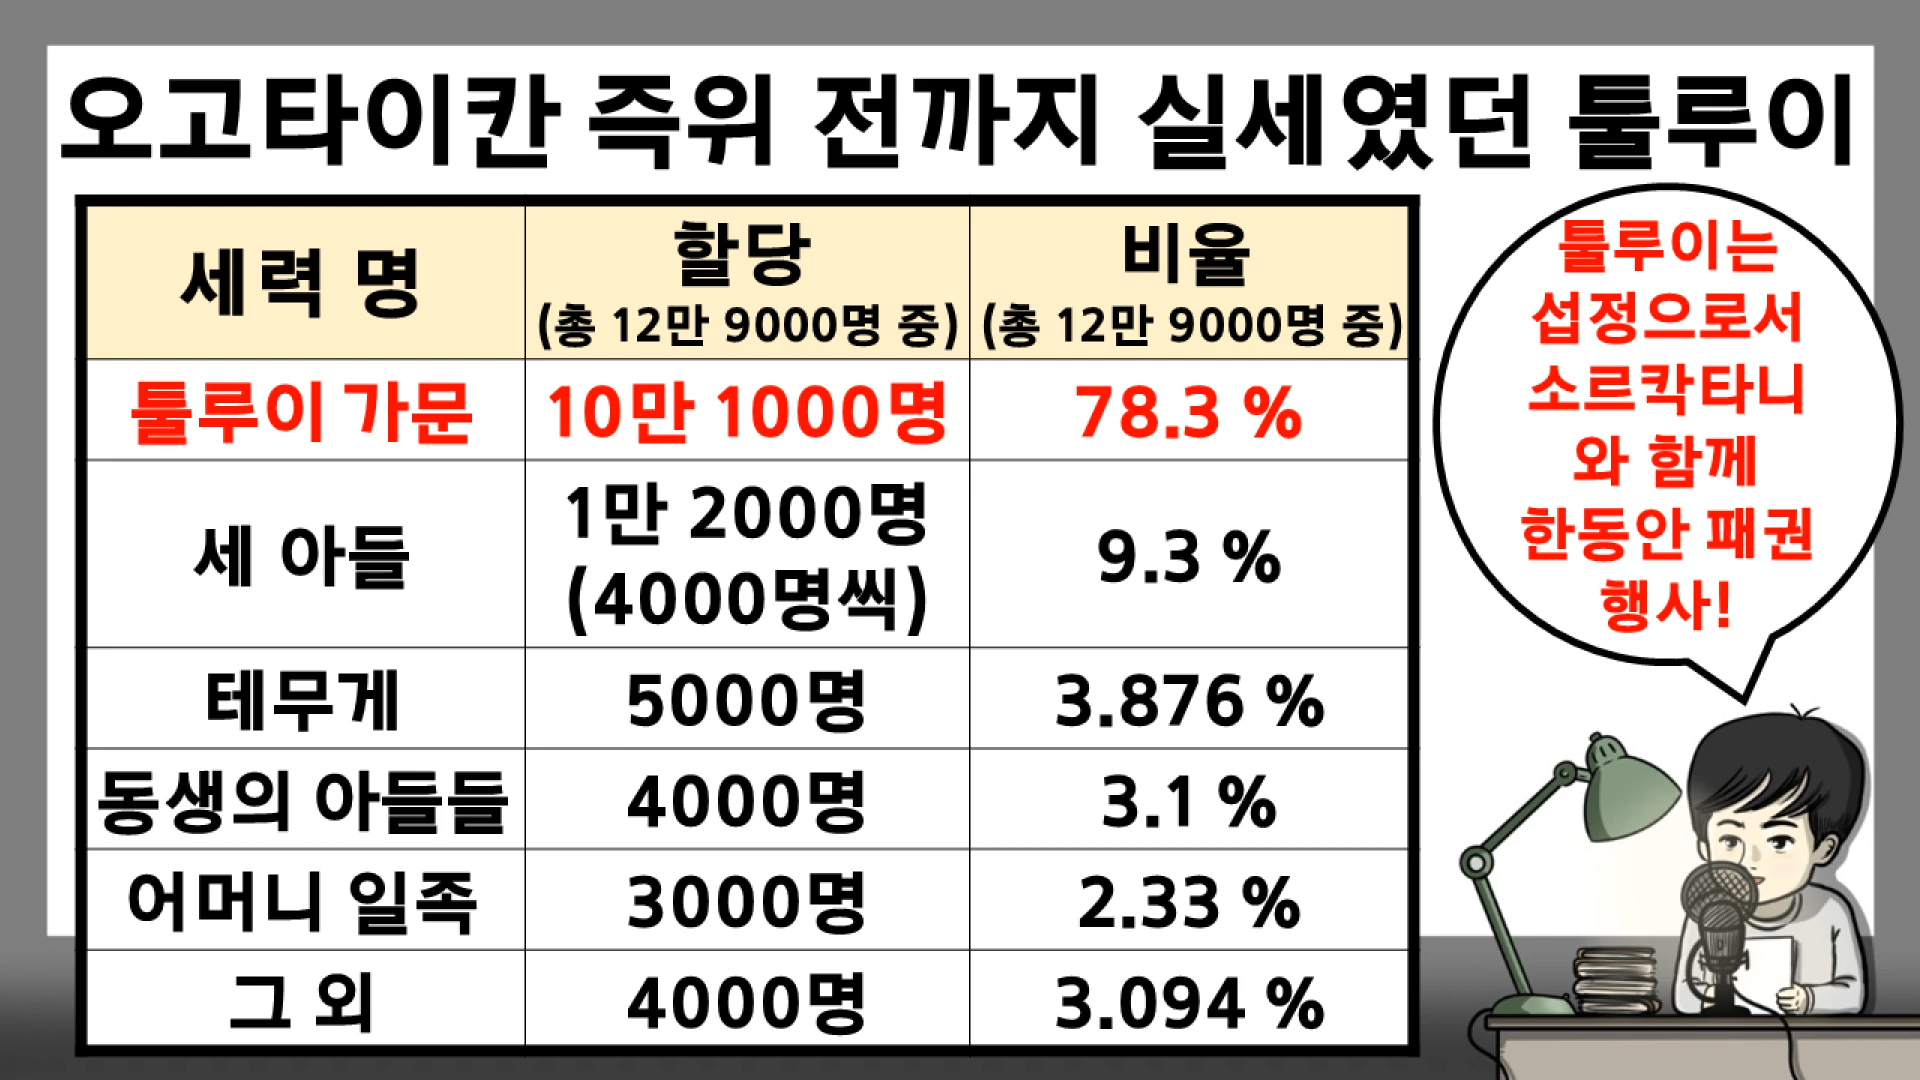 오고타이칸 즉위 전까지 실세였던 툴루이
세력 명
할당
(총 12만 9000명 중)
비율
(총 12만 9000명 중)
툴루이 가문
10만 1000명
78.3 %
세 아들
1만 2000명
(4000명씩)
9.3 %
테무게
5000명
3.876 %
동생의 아들들
4000명
3.1 %
어머니 일족
3000명
2.33 %
그 외
4000명
3.094 %
툴루이는
섭정으로서
소르칵타니
와 함께
한동안 패권
행사!